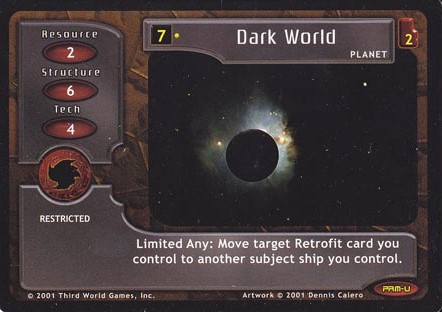 Resource
2
Structure
6
Tech
4
RESTRICTED
7
Dark World
PLANET
2
Limited Any: Move target Retrofit card you
control to another subject ship you control.
© 2001 Third World Games, Inc.
Artwork © 2001 Dennis Calero
PRM-U